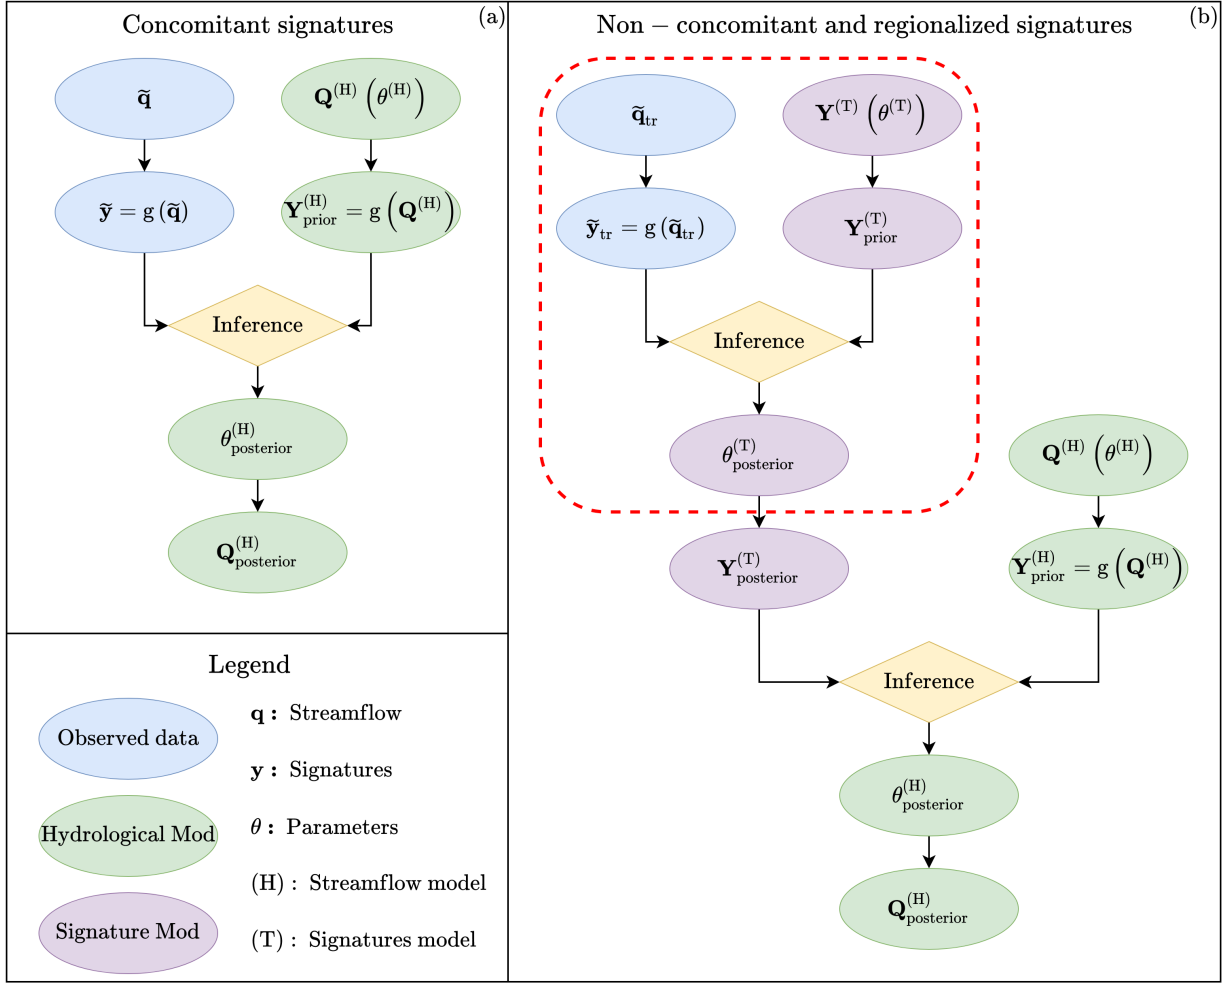 Concomitant signatures
(a)
q̃
Q^(H) (θ^(H))
ỹ = g (q̃)
Y^(H)_prior = g (Q^(H))
Inference
θ^(H)_posterior
Q^(H)_posterior
Legend
Observed data
Hydrological Mod
Signature Mod
q : Streamflow
y : Signatures
θ : Parameters
(H) : Streamflow model
(T) : Signatures model
Non − concomitant and regionalized signatures
(b)
q̃_tr
Y^(T) (θ^(T))
ỹ_tr = g (q̃_tr)
Y^(T)_prior
Inference
θ^(T)_posterior
Q^(H) (θ^(H))
Y^(T)_posterior
Y^(H)_prior = g (Q^(H))
Inference
θ^(H)_posterior
Q^(H)_posterior